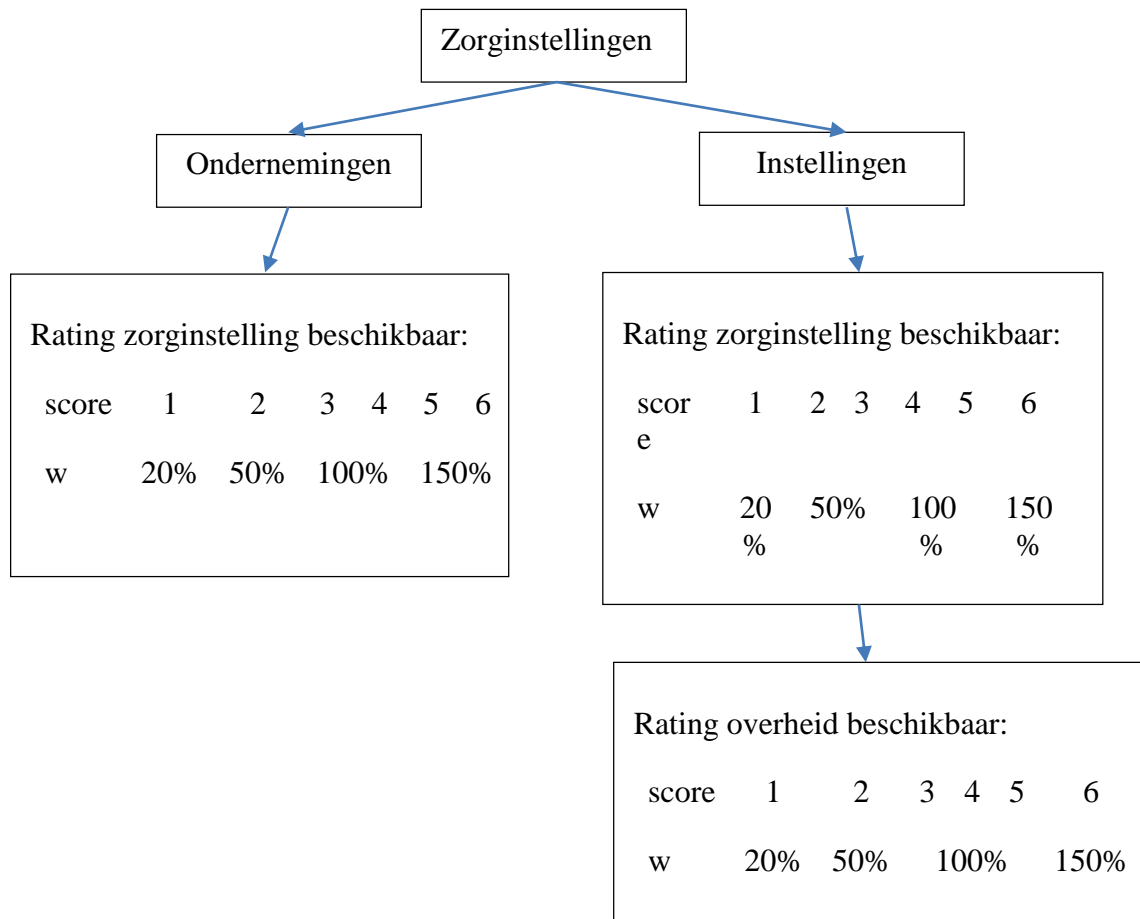 Zorginstellingen
Ondernemingen
Instellingen
Rating zorginstelling beschikbaar:
score 1 2 3 4 5 6
w 20% 50% 100% 150%
Rating zorginstelling beschikbaar:
scor 1 2 3 4 5 6
e
w 20 50% 100 150
% % %
Rating overheid beschikbaar:
score 1 2 3 4 5 6
w 20% 50% 100% 150%